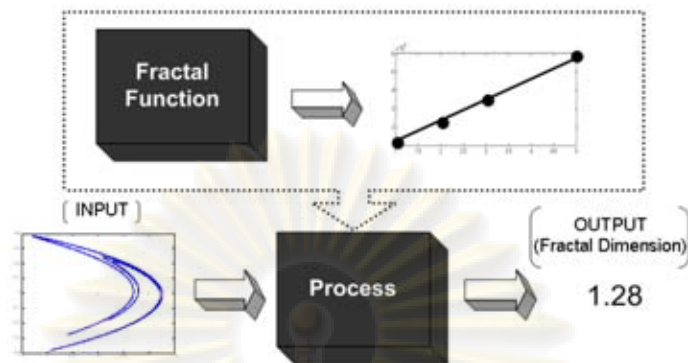 Fractal
Function
INPUT
Process
OUTPUT
(Fractal Dimension)
1.28